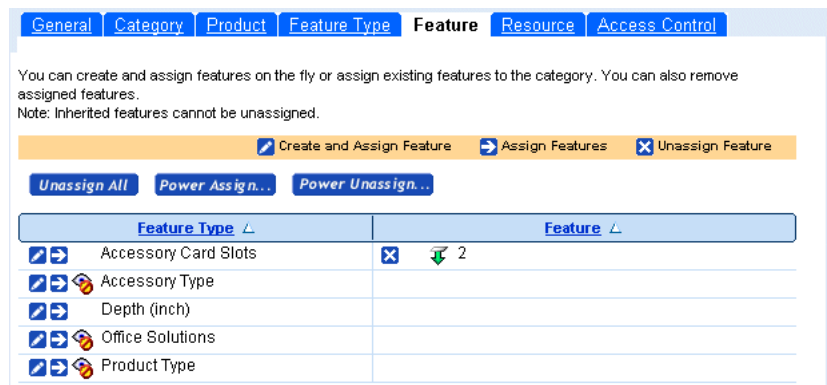 General Category Product Feature Type Feature Resource Access Control
You can create and assign features on the fly or assign existing features to the category. You can also remove
assigned features.
Note: Inherited features cannot be unassigned.
Create and Assign Feature Assign Features Unassign Feature
Unassign All Power Assign... Power Unassign...
Feature Type Feature
Accessory Card Slots 2
Accessory Type
Depth (inch)
Office Solutions
Product Type